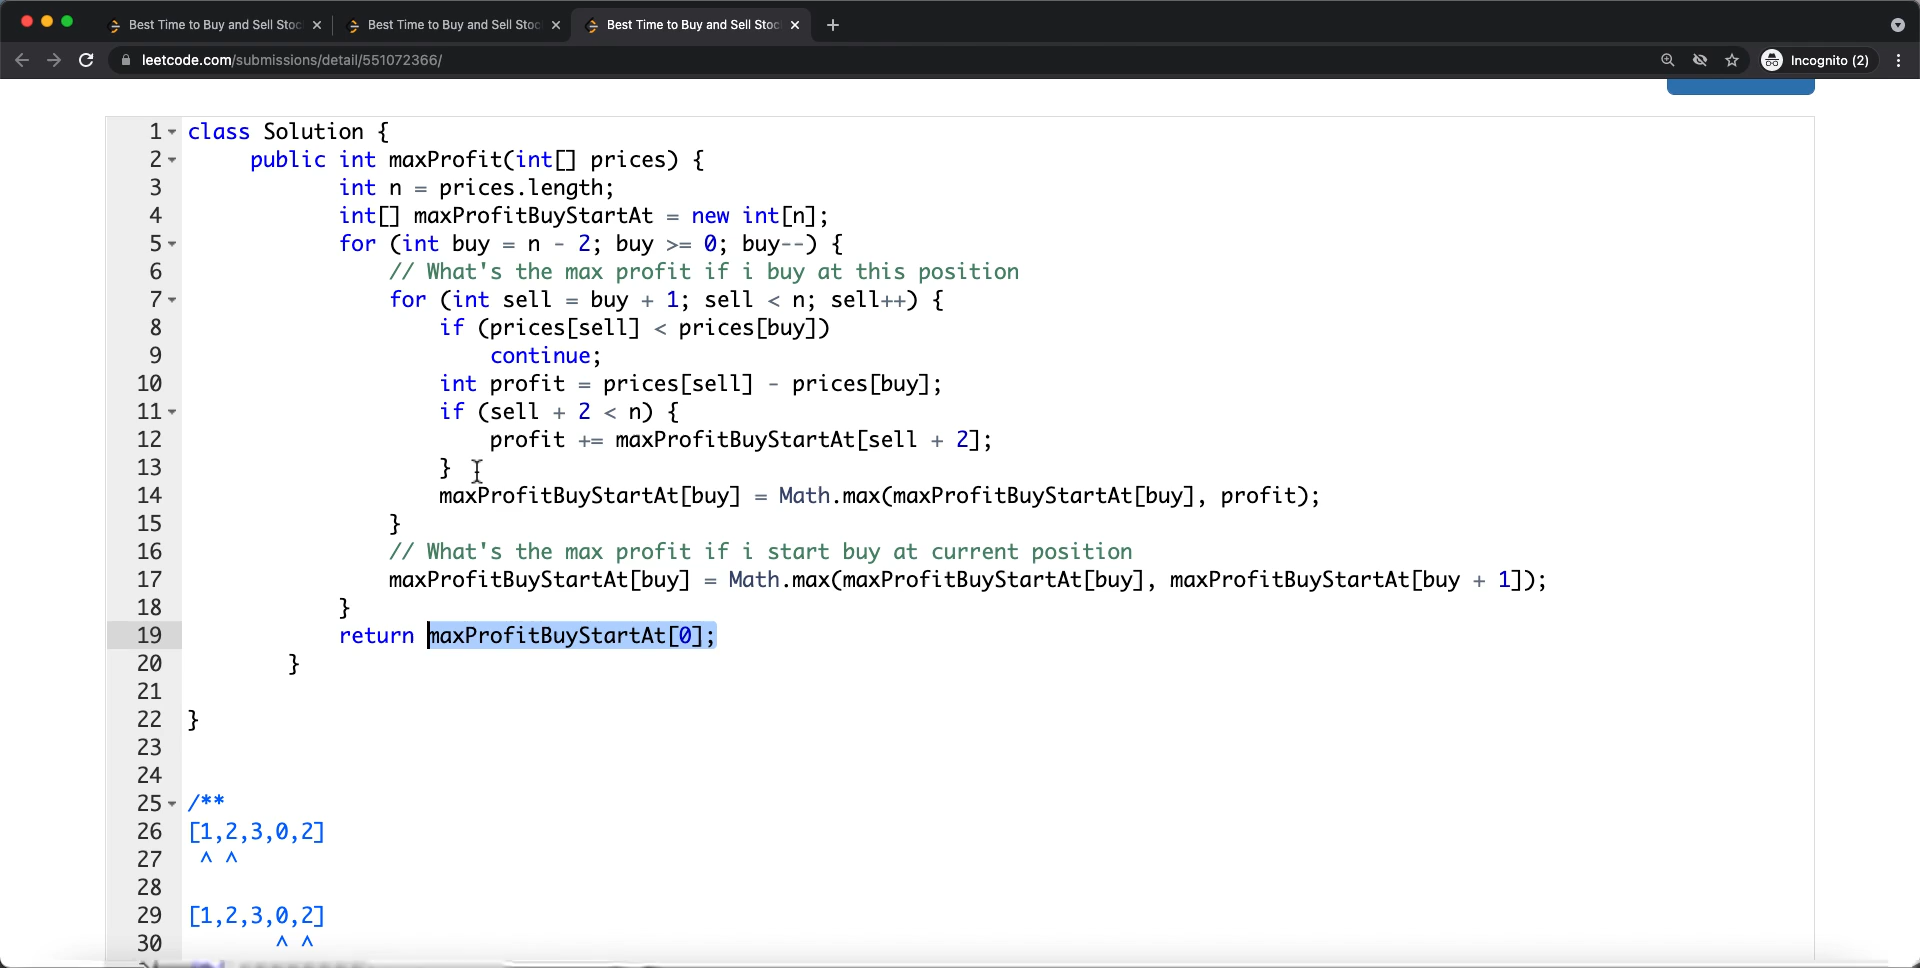 Best Time to Buy and Sell Stoc
Best Time to Buy and Sell Stoc
Best Time to Buy and Sell Stoc
leetcode.com/submissions/detail/551072366/
Incognito (2)
1 class Solution {
2 public int maxProfit(int[] prices) {
3 int n = prices.length;
4 int[] maxProfitBuyStartAt = new int[n];
5 for (int buy = n - 2; buy >= 0; buy--) {
6 // What's the max profit if i buy at this position
7 for (int sell = buy + 1; sell < n; sell++) {
8 if (prices[sell] < prices[buy])
9 continue;
10 int profit = prices[sell] - prices[buy];
11 if (sell + 2 < n) {
12 profit += maxProfitBuyStartAt[sell + 2];
13 }
14 maxProfitBuyStartAt[buy] = Math.max(maxProfitBuyStartAt[buy], profit);
15 }
16 // What's the max profit if i start buy at current position
17 maxProfitBuyStartAt[buy] = Math.max(maxProfitBuyStartAt[buy], maxProfitBuyStartAt[buy + 1]);
18 }
19 return maxProfitBuyStartAt[0];
20 }
21
22 }
23
24
25 /**
26 [1,2,3,0,2]
27 ^ ^
28
29 [1,2,3,0,2]
30 ^ ^